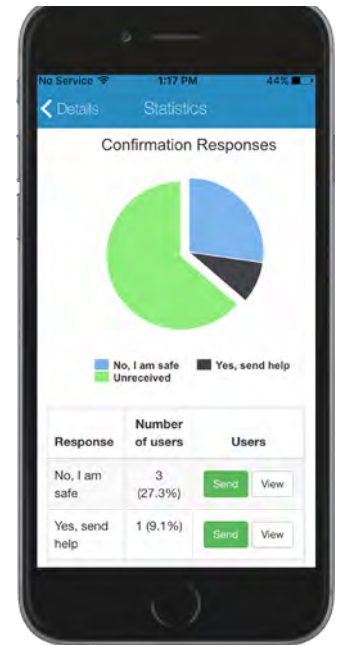 No Service 1:17 PM 44%
Details Statistics
Confirmation Responses
No, I am safe Yes, send help
Unreceived
Response Number of users Users
No, I am safe 3 (27.3%) Send View
Yes, send help 1 (9.1%) Send View